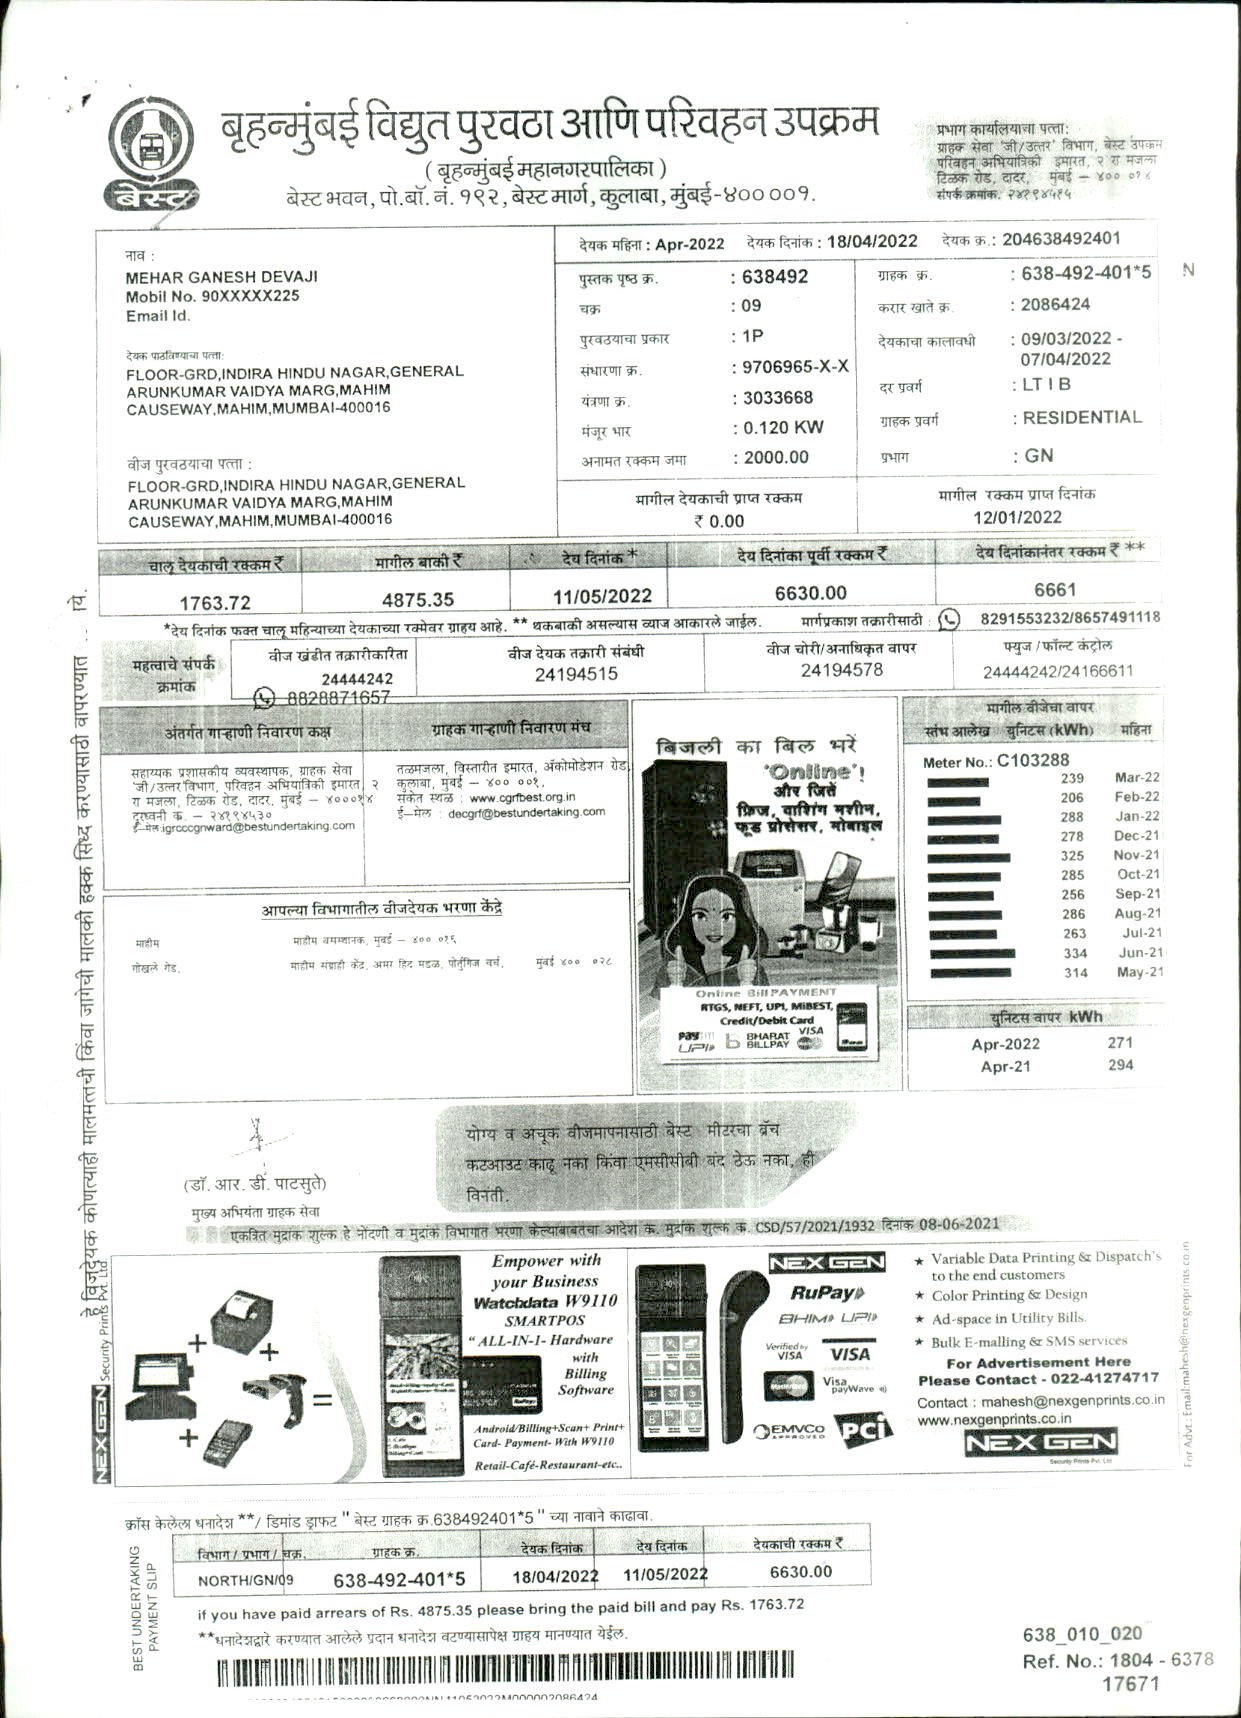 बृहन्मुंबई विद्युत पुरवठा आणि परिवहन उपक्रम
( बृहन्मुंबई महानगरपालिका )
बेस्ट भवन, पो.बॉ. नं. १९२, बेस्ट मार्ग, कुलाबा, मुंबई-४०० ००१.
बेस्ट
प्रभाग कार्यालयाचा पत्ता:
ग्राहक सेवा 'जी/उत्तर' विभाग, बेस्ट उपक्रम
परिवहन अभियांत्रिकी इमारत, २ रा मजला
टिळक रोड, दादर, मुंबई – ४०० ०१४
संपर्क क्रमांक. २४१९४५१५
नाव :
MEHAR GANESH DEVAJI
Mobil No. 90XXXXX225
Email Id.
देयक पाठविण्याचा पत्ता:
FLOOR-GRD,INDIRA HINDU NAGAR,GENERAL
ARUNKUMAR VAIDYA MARG,MAHIM
CAUSEWAY,MAHIM,MUMBAI-400016
वीज पुरवठयाचा पत्ता :
FLOOR-GRD,INDIRA HINDU NAGAR,GENERAL
ARUNKUMAR VAIDYA MARG,MAHIM
CAUSEWAY,MAHIM,MUMBAI-400016
देयक महिना : Apr-2022 देयक दिनांक : 18/04/2022 देयक क्र.: 204638492401
पुस्तक पृष्ठ क्र. : 638492
चक्र : 09
पुरवठयाचा प्रकार : 1P
संधारणा क्र. : 9706965-X-X
यंत्रणा क्र. : 3033668
मंजूर भार : 0.120 KW
अनामत रक्कम जमा : 2000.00
ग्राहक क्र. : 638-492-401*5 N
करार खाते क्र. : 2086424
देयकाचा कालावधी : 09/03/2022 -
07/04/2022
दर प्रवर्ग : LT I B
ग्राहक प्रवर्ग : RESIDENTIAL
प्रभाग : GN
मागील देयकाची प्राप्त रक्कम
₹ 0.00
मागील रक्कम प्राप्त दिनांक
12/01/2022
चालू देयकाची रक्कम ₹ मागील बाकी ₹ देय दिनांक * देय दिनांका पूर्वी रक्कम ₹ देय दिनांकानंतर रक्कम ₹ **
1763.72 4875.35 11/05/2022 6630.00 6661
*देय दिनांक फक्त चालू महिन्याच्या देयकाच्या रक्मेवर ग्राहय आहे. ** थकबाकी असल्यास व्याज आकारले जाईल. मार्गप्रकाश तक्रारीसाठी : 8291553232/8657491118
महत्वाचे संपर्क
क्रमांक
वीज खंडीत तक्रारीकरिता
24444242
8828871657
वीज देयक तक्रारी संबंधी
24194515
वीज चोरी/अनाधिकृत वापर
24194578
फ्युज / फॉल्ट कंट्रोल
24444242/24166611
अंतर्गत गाऱ्हाणी निवारण कक्ष
सहाय्यक प्रशासकीय व्यवस्थापक, ग्राहक सेवा
'जी/उत्तर'विभाग, परिवहन अभियांत्रिकी इमारत, २
रा मजला, टिळक रोड, दादर, मुंबई – ४०००१४
दूरध्वनी क. – २४१९४५३०
ई–मेल:igrcccgnward@bestundertaking.com
ग्राहक गाऱ्हाणी निवारण मंच
तळमजला, विस्तारीत इमारत, अ‍ॅकोमोडेशन रोड,
कुलाबा, मुंबई – ४०० ००१,
संकेत स्थळ : www.cgrfbest.org.in
ई–मेल : decgrf@bestundertaking.com
आपल्या विभागातील वीजदेयक भरणा केंद्रे
माहीम माहीम बसस्थानक, मुंबई – ४०० ०१६.
गोखले रोड, माहीम संग्राही केंद्र, अमर हिंद मंडळ, पोर्तुगिज चर्च, मुंबई ४०० ०२८
बिजली का बिल भरें
'Online'!
और जितें
फ्रिज, वाशिंग मशीन,
फूड प्रोसेसर, मोबाइल
Online Bill PAYMENT
RTGS, NEFT, UPI, MiBEST,
Credit/Debit Card
Paytm UPI BHARAT BILLPAY VISA
मागील वीजेचा वापर
स्तंभ आलेख युनिटस (kWh) महिना
Meter No.: C103288
239 Mar-22
206 Feb-22
288 Jan-22
278 Dec-21
325 Nov-21
285 Oct-21
256 Sep-21
286 Aug-21
263 Jul-21
334 Jun-21
314 May-21
युनिटस वापर kWh
Apr-2022 271
Apr-21 294
हे विजदेयक कोणत्याही मालमत्तची किंवा जागेची मालकी हक्क सिध्द करण्यासाठी वापरण्यात
(डॉ. आर. डी. पाटसुते)
मुख्य अभियंता ग्राहक सेवा
योग्य व अचूक वीजमापनासाठी बेस्ट मीटरचा ब्रॅच
कटआउट काढू नका किंवा एमसीसीबी बंद ठेऊ नका, ही
विनंती.
एकत्रित मुद्रांक शुल्क हे नोंदणी व मुद्रांक विभागात भरणा केल्याबाबतचा आदेश क. मुद्रांक शुल्क क. CSD/57/2021/1932 दिनांक 08-06-2021
NEX GEN Security Prints Pvt. Ltd
Empower with
your Business
Watchdata W9110
SMARTPOS
"ALL-IN-1- Hardware
with
Billing
Software
Android/Billing+Scan+ Print+
Card- Payment- With W9110
Retail-Café-Restaurant-etc..
NEX GEN
RuPay
BHIM UPI
Verified by
VISA VISA
MasterCard Visa payWave
EMVCo
APPROVED
PCi
★ Variable Data Printing & Dispatch's
to the end customers
★ Color Printing & Design
★ Ad-space in Utility Bills.
★ Bulk E-malling & SMS services
For Advertisement Here
Please Contact - 022-41274717
Contact : mahesh@nexgenprints.co.in
www.nexgenprints.co.in
NEX GEN
Security Prints Pvt. Ltd
For Advt.: Email:mahesh@nexgenprints.co.in
क्रॉस केलेला धनादेश **/ डिमांड ड्राफ्ट " बेस्ट ग्राहक क्र.638492401*5 " च्या नावाने काढावा.
BEST UNDERTAKING
PAYMENT SLIP
विभाग / प्रभाग / चक्र. ग्राहक क्र. देयक दिनांक देय दिनांक देयकाची रक्कम ₹
NORTH/GN/09 638-492-401*5 18/04/2022 11/05/2022 6630.00
if you have paid arrears of Rs. 4875.35 please bring the paid bill and pay Rs. 1763.72
**धनादेशद्वारे करण्यात आलेले प्रदान धनादेश वटण्यासापेक्ष ग्राहय मानण्यात येईल.
638_010_020
Ref. No.: 1804 - 6378
17671